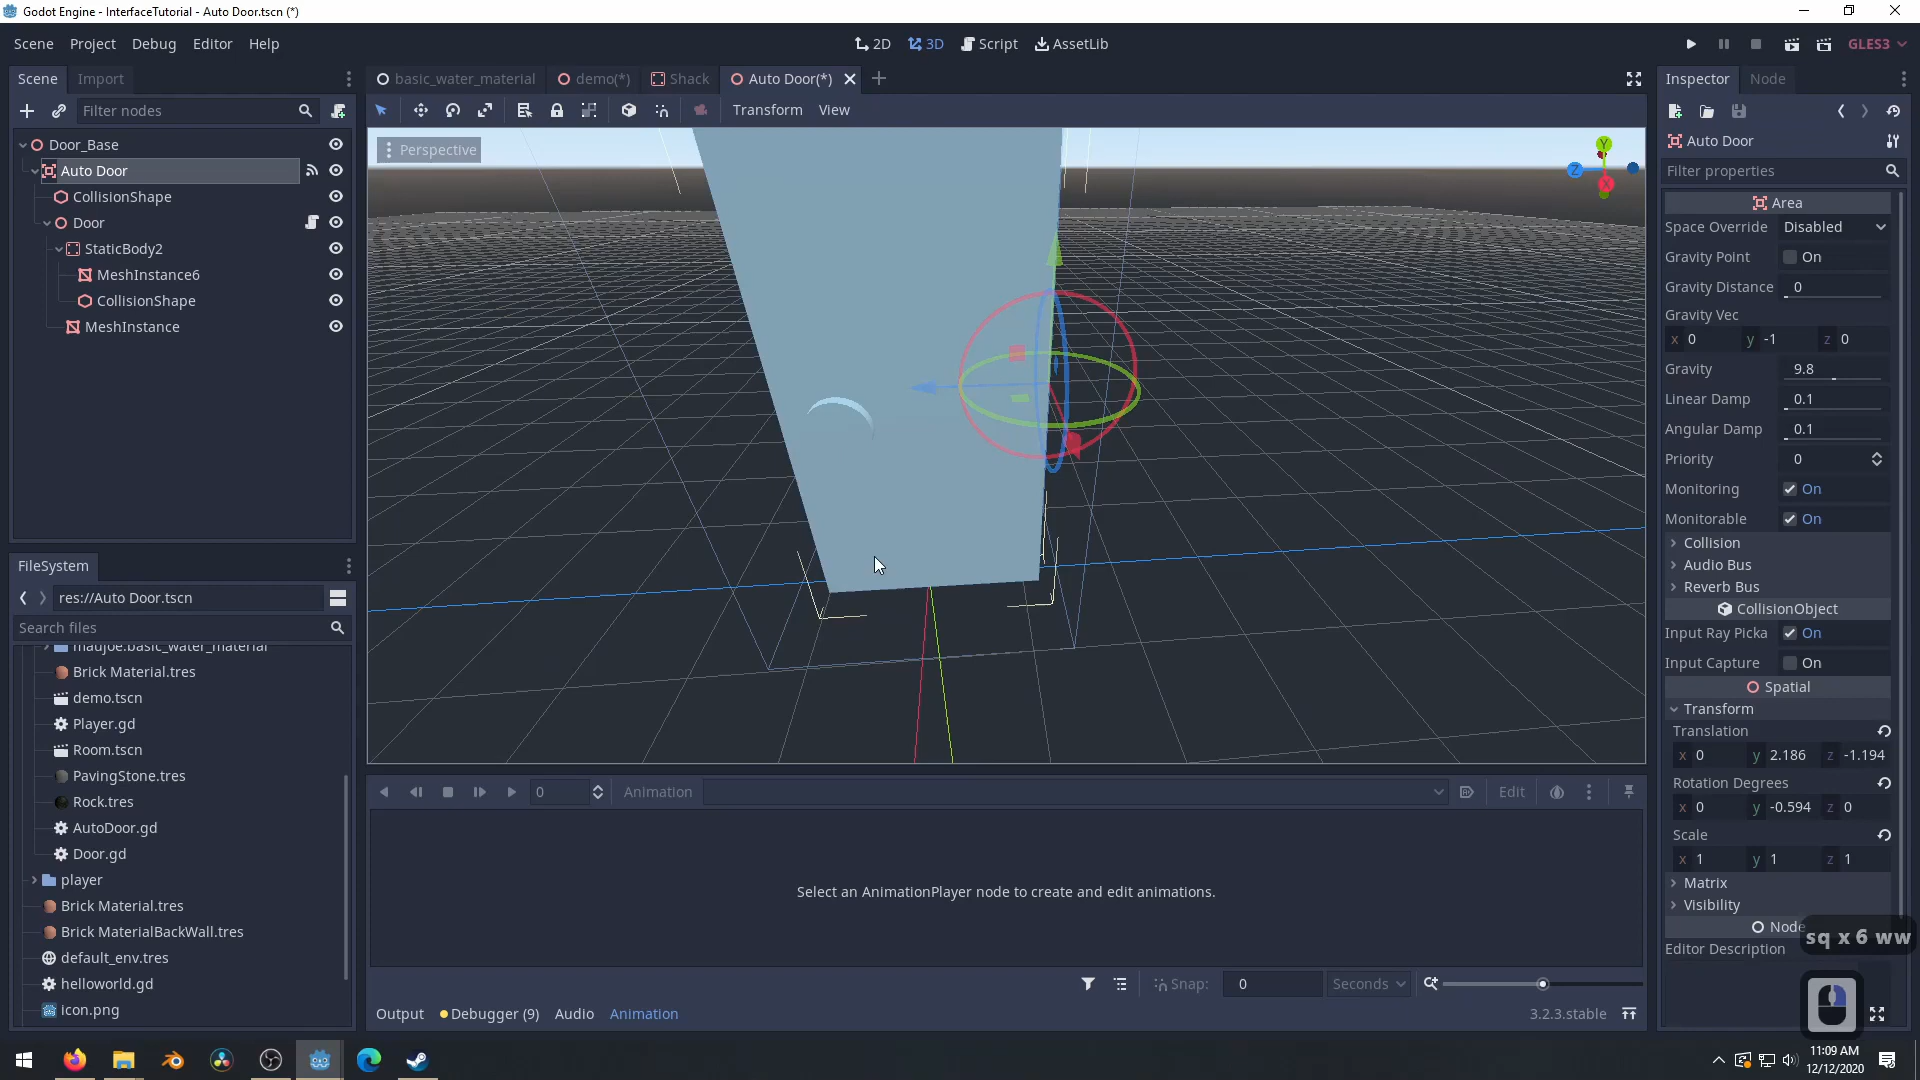 Godot Engine - InterfaceTutorial - Auto Door.tscn (*)
Scene Project Debug Editor Help
2D 3D Script AssetLib
GLES3
Scene Import
basic_water_material demo(*) Shack Auto Door(*)
Inspector Node
Filter nodes
Transform View
Door_Base
Auto Door
CollisionShape
Door
StaticBody2
MeshInstance6
CollisionShape
MeshInstance
Perspective
Y
Z
X
Auto Door
Filter properties
Area
Space Override Disabled
Gravity Point On
Gravity Distance 0
Gravity Vec
x 0 y -1 z 0
Gravity 9.8
Linear Damp 0.1
Angular Damp 0.1
Priority 0
Monitoring On
Monitorable On
Collision
Audio Bus
Reverb Bus
CollisionObject
Input Ray Picka On
Input Capture On
Spatial
Transform
Translation
x 0 y 2.186 z -1.194
Rotation Degrees
x 0 y -0.594 z 0
Scale
x 1 y 1 z 1
Matrix
Visibility
Node
Editor Description
sq x 6 ww
FileSystem
res://Auto Door.tscn
Search files
maujoe.basic_water_material
Brick Material.tres
demo.tscn
Player.gd
Room.tscn
PavingStone.tres
Rock.tres
AutoDoor.gd
Door.gd
player
Brick Material.tres
Brick MaterialBackWall.tres
default_env.tres
helloworld.gd
icon.png
0 Animation Edit
Select an AnimationPlayer node to create and edit animations.
Snap: 0 Seconds
Output Debugger (9) Audio Animation 3.2.3.stable
11:09 AM
12/12/2020